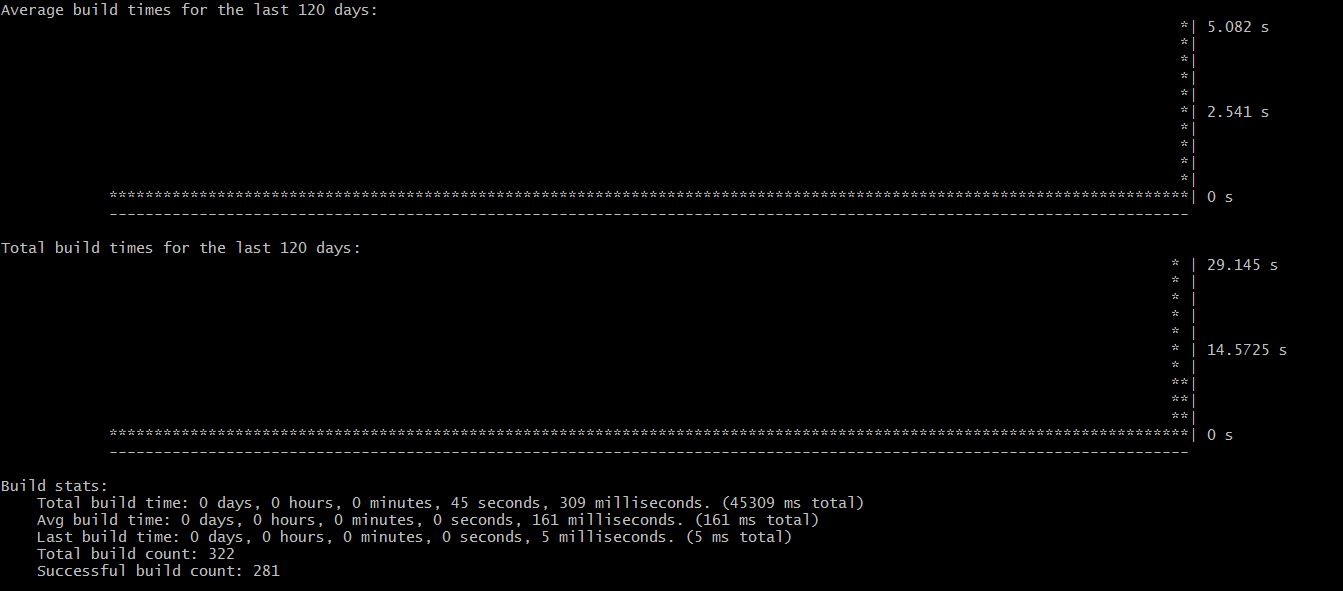 Average build times for the last 120 days:
*| 5.082 s
*|
*|
*|
*|
*| 2.541 s
*|
*|
*|
*|
************************************************************************************************************************| 0 s
------------------------------------------------------------------------------------------------------------------------
Total build times for the last 120 days:
* | 29.145 s
* |
* |
* |
* |
* | 14.5725 s
* |
**|
**|
**|
************************************************************************************************************************| 0 s
------------------------------------------------------------------------------------------------------------------------
Build stats:
Total build time: 0 days, 0 hours, 0 minutes, 45 seconds, 309 milliseconds. (45309 ms total)
Avg build time: 0 days, 0 hours, 0 minutes, 0 seconds, 161 milliseconds. (161 ms total)
Last build time: 0 days, 0 hours, 0 minutes, 0 seconds, 5 milliseconds. (5 ms total)
Total build count: 322
Successful build count: 281